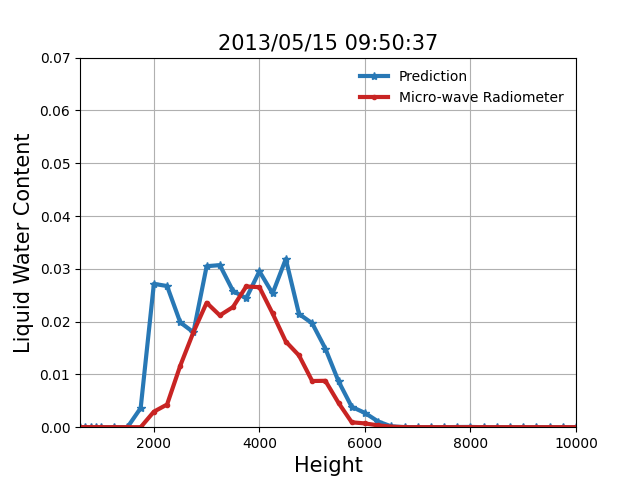 2013/05/15 09:50:37
0.07
0.06
0.05
0.04
0.03
0.02
0.01
0.00
Liquid Water Content
Prediction
Micro-wave Radiometer
2000 4000 6000 8000 10000
Height